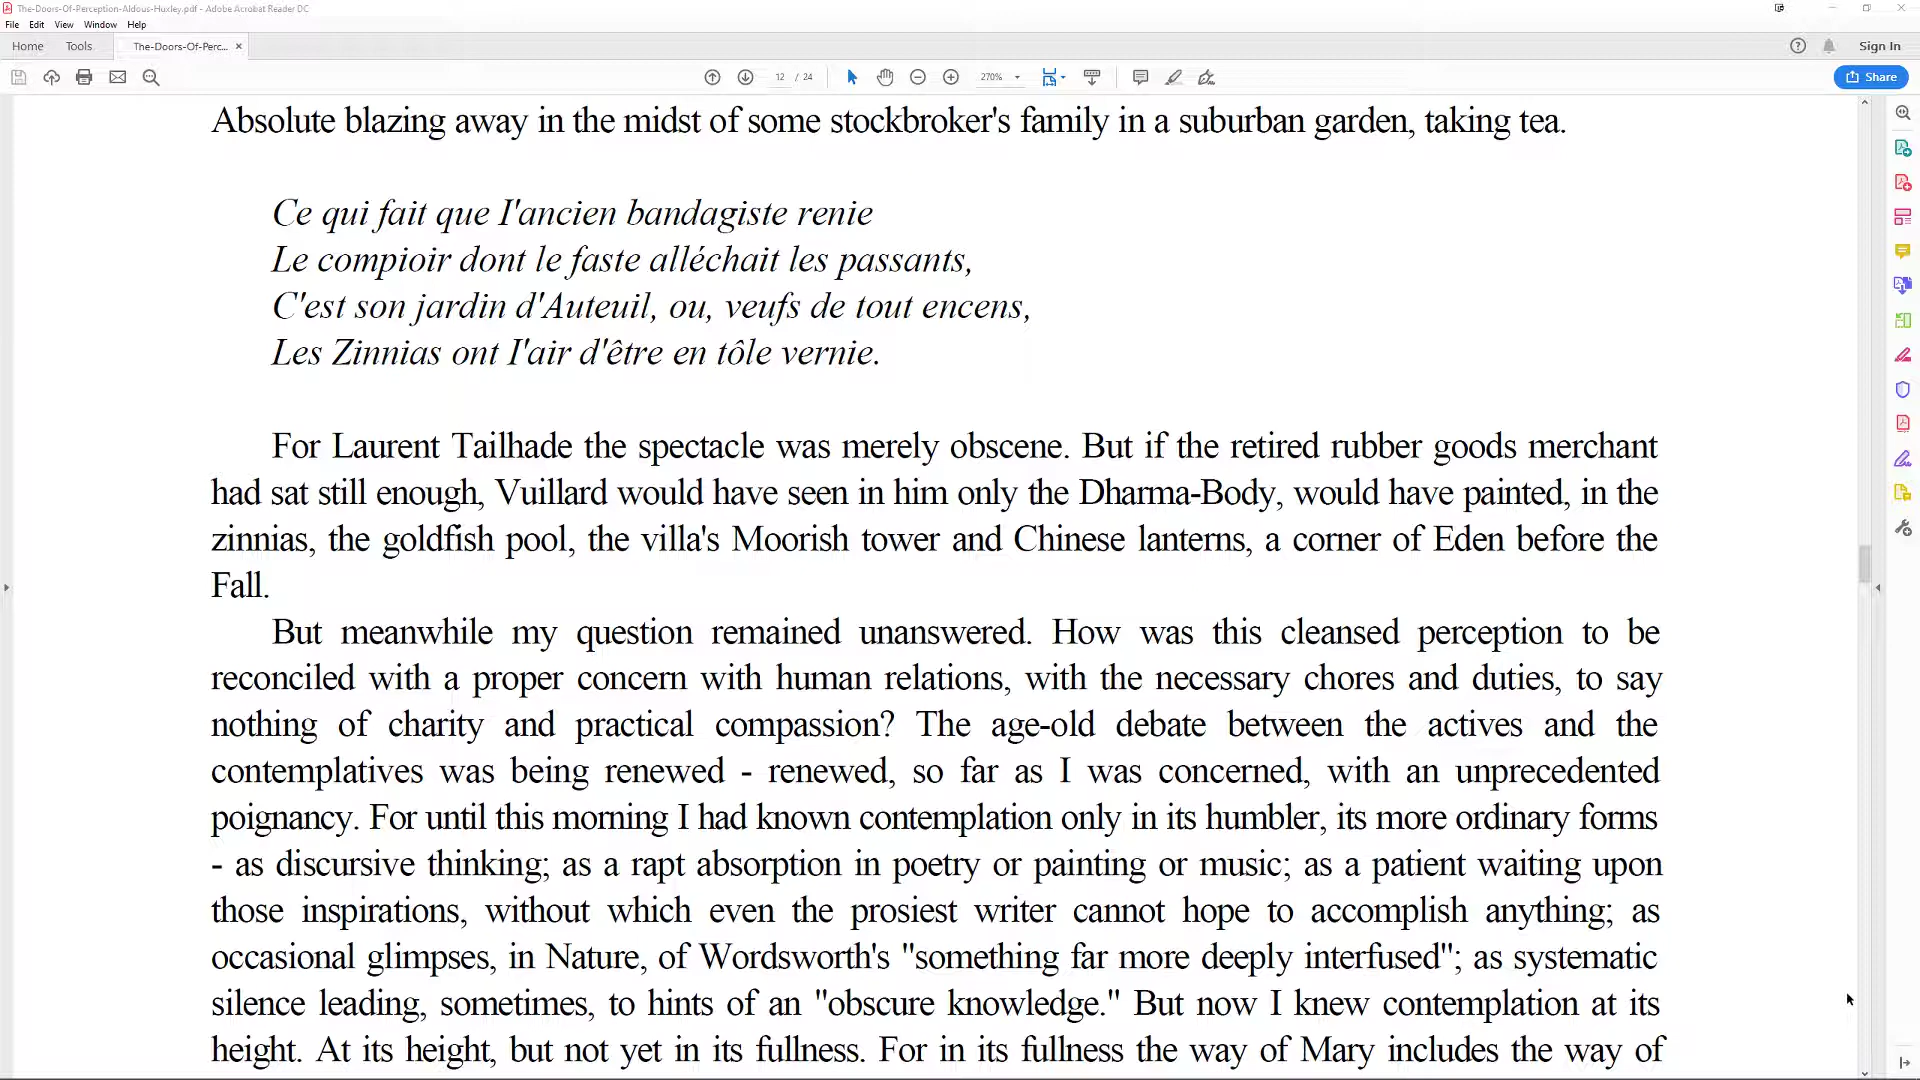 The-Doors-Of-Perception-Aldous-Huxley.pdf - Adobe Acrobat Reader DC
File Edit View Window Help
Home Tools The-Doors-Of-Perc... × Sign In
12 / 24 270% Share
Absolute blazing away in the midst of some stockbroker's family in a suburban garden, taking tea.
Ce qui fait que I'ancien bandagiste renie
Le compioir dont le faste alléchait les passants,
C'est son jardin d'Auteuil, ou, veufs de tout encens,
Les Zinnias ont I'air d'être en tôle vernie.
For Laurent Tailhade the spectacle was merely obscene. But if the retired rubber goods merchant
had sat still enough, Vuillard would have seen in him only the Dharma-Body, would have painted, in the
zinnias, the goldfish pool, the villa's Moorish tower and Chinese lanterns, a corner of Eden before the
Fall.
But meanwhile my question remained unanswered. How was this cleansed perception to be
reconciled with a proper concern with human relations, with the necessary chores and duties, to say
nothing of charity and practical compassion? The age-old debate between the actives and the
contemplatives was being renewed - renewed, so far as I was concerned, with an unprecedented
poignancy. For until this morning I had known contemplation only in its humbler, its more ordinary forms
- as discursive thinking; as a rapt absorption in poetry or painting or music; as a patient waiting upon
those inspirations, without which even the prosiest writer cannot hope to accomplish anything; as
occasional glimpses, in Nature, of Wordsworth's "something far more deeply interfused"; as systematic
silence leading, sometimes, to hints of an "obscure knowledge." But now I knew contemplation at its
height. At its height, but not yet in its fullness. For in its fullness the way of Mary includes the way of